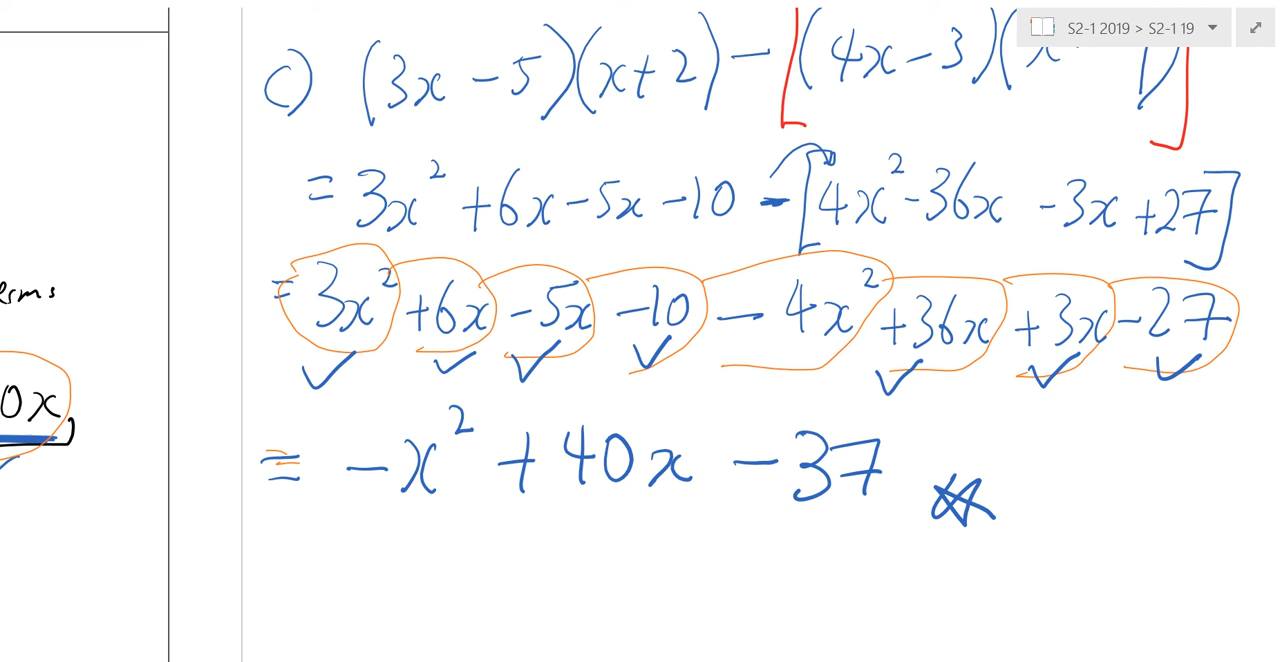 S2-1 2019 > S2-1 19
c) (3x - 5)(x + 2) - [(4x - 3)(x
= 3x² + 6x - 5x - 10 - [4x² - 36x - 3x + 27]
= 3x² + 6x - 5x - 10 - 4x² + 36x + 3x - 27
0x
= -x² + 40x - 37